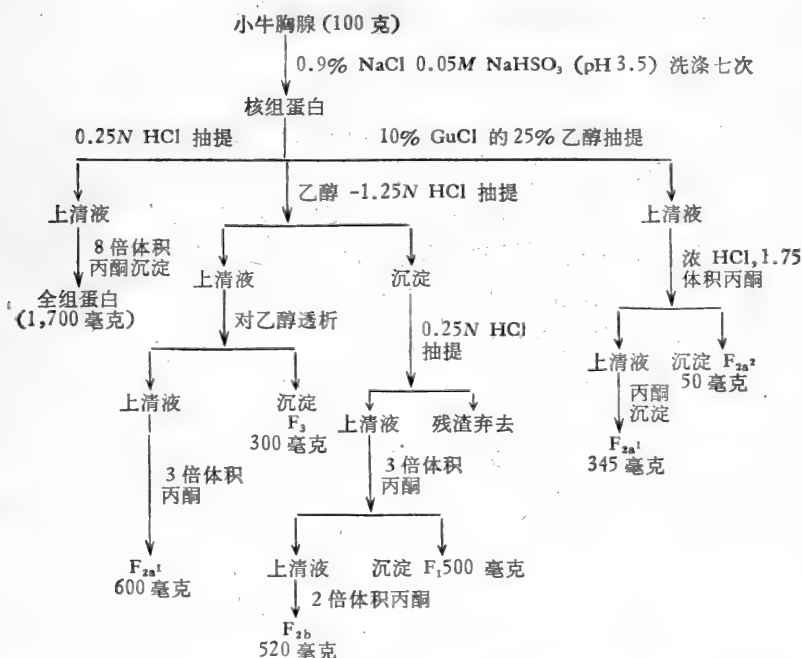 小牛胸腺 (100 克)
0.9% NaCl 0.05M NaHSO₃ (pH 3.5) 洗涤七次
核组蛋白
0.25N HCl 抽提
10% GuCl 的 25% 乙醇抽提
乙醇 -1.25N HCl 抽提
上清液
8 倍体积
丙酮沉淀
全组蛋白
(1,700 毫克)
上清液
沉淀
对乙醇透析
上清液
沉淀
F₃
300 毫克
3 倍体积
丙酮
F₂ₐ¹
600 毫克
0.25N HCl
抽提
上清液
残渣弃去
3 倍体积
丙酮
上清液
沉淀 F₁500 毫克
2 倍体积丙酮
F₂b
520 毫克
上清液
浓 HCl,1.75
体积丙酮
上清液
沉淀 F₂ₐ²
50 毫克
丙酮
沉淀
F₂ₐ¹
345 毫克